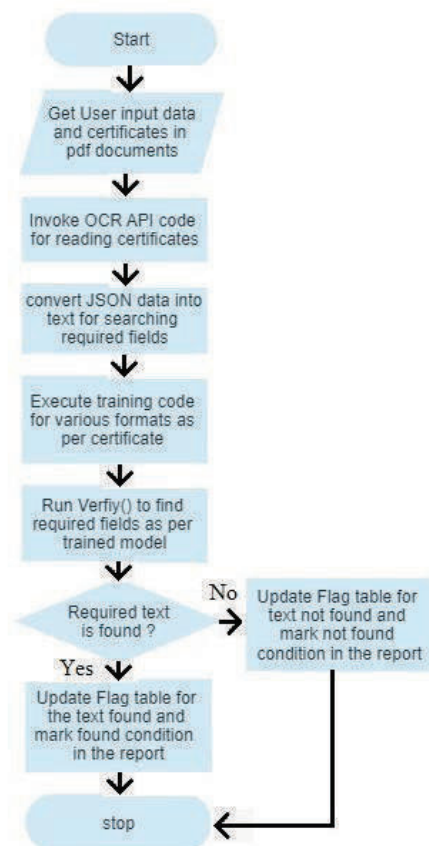 Start
Get User input data
and certificates in
pdf documents
Invoke OCR API code
for reading certificates
convert JSON data into
text for searching
required fields
Execute training code
for various formats as
per certificate
Run Verfiy() to find
required fields as per
trained model
Required text
is found ?
No
Update Flag table for
text not found and
mark not found
condition in the report
Yes
Update Flag table for
the text found and
mark found condition
in the report
stop